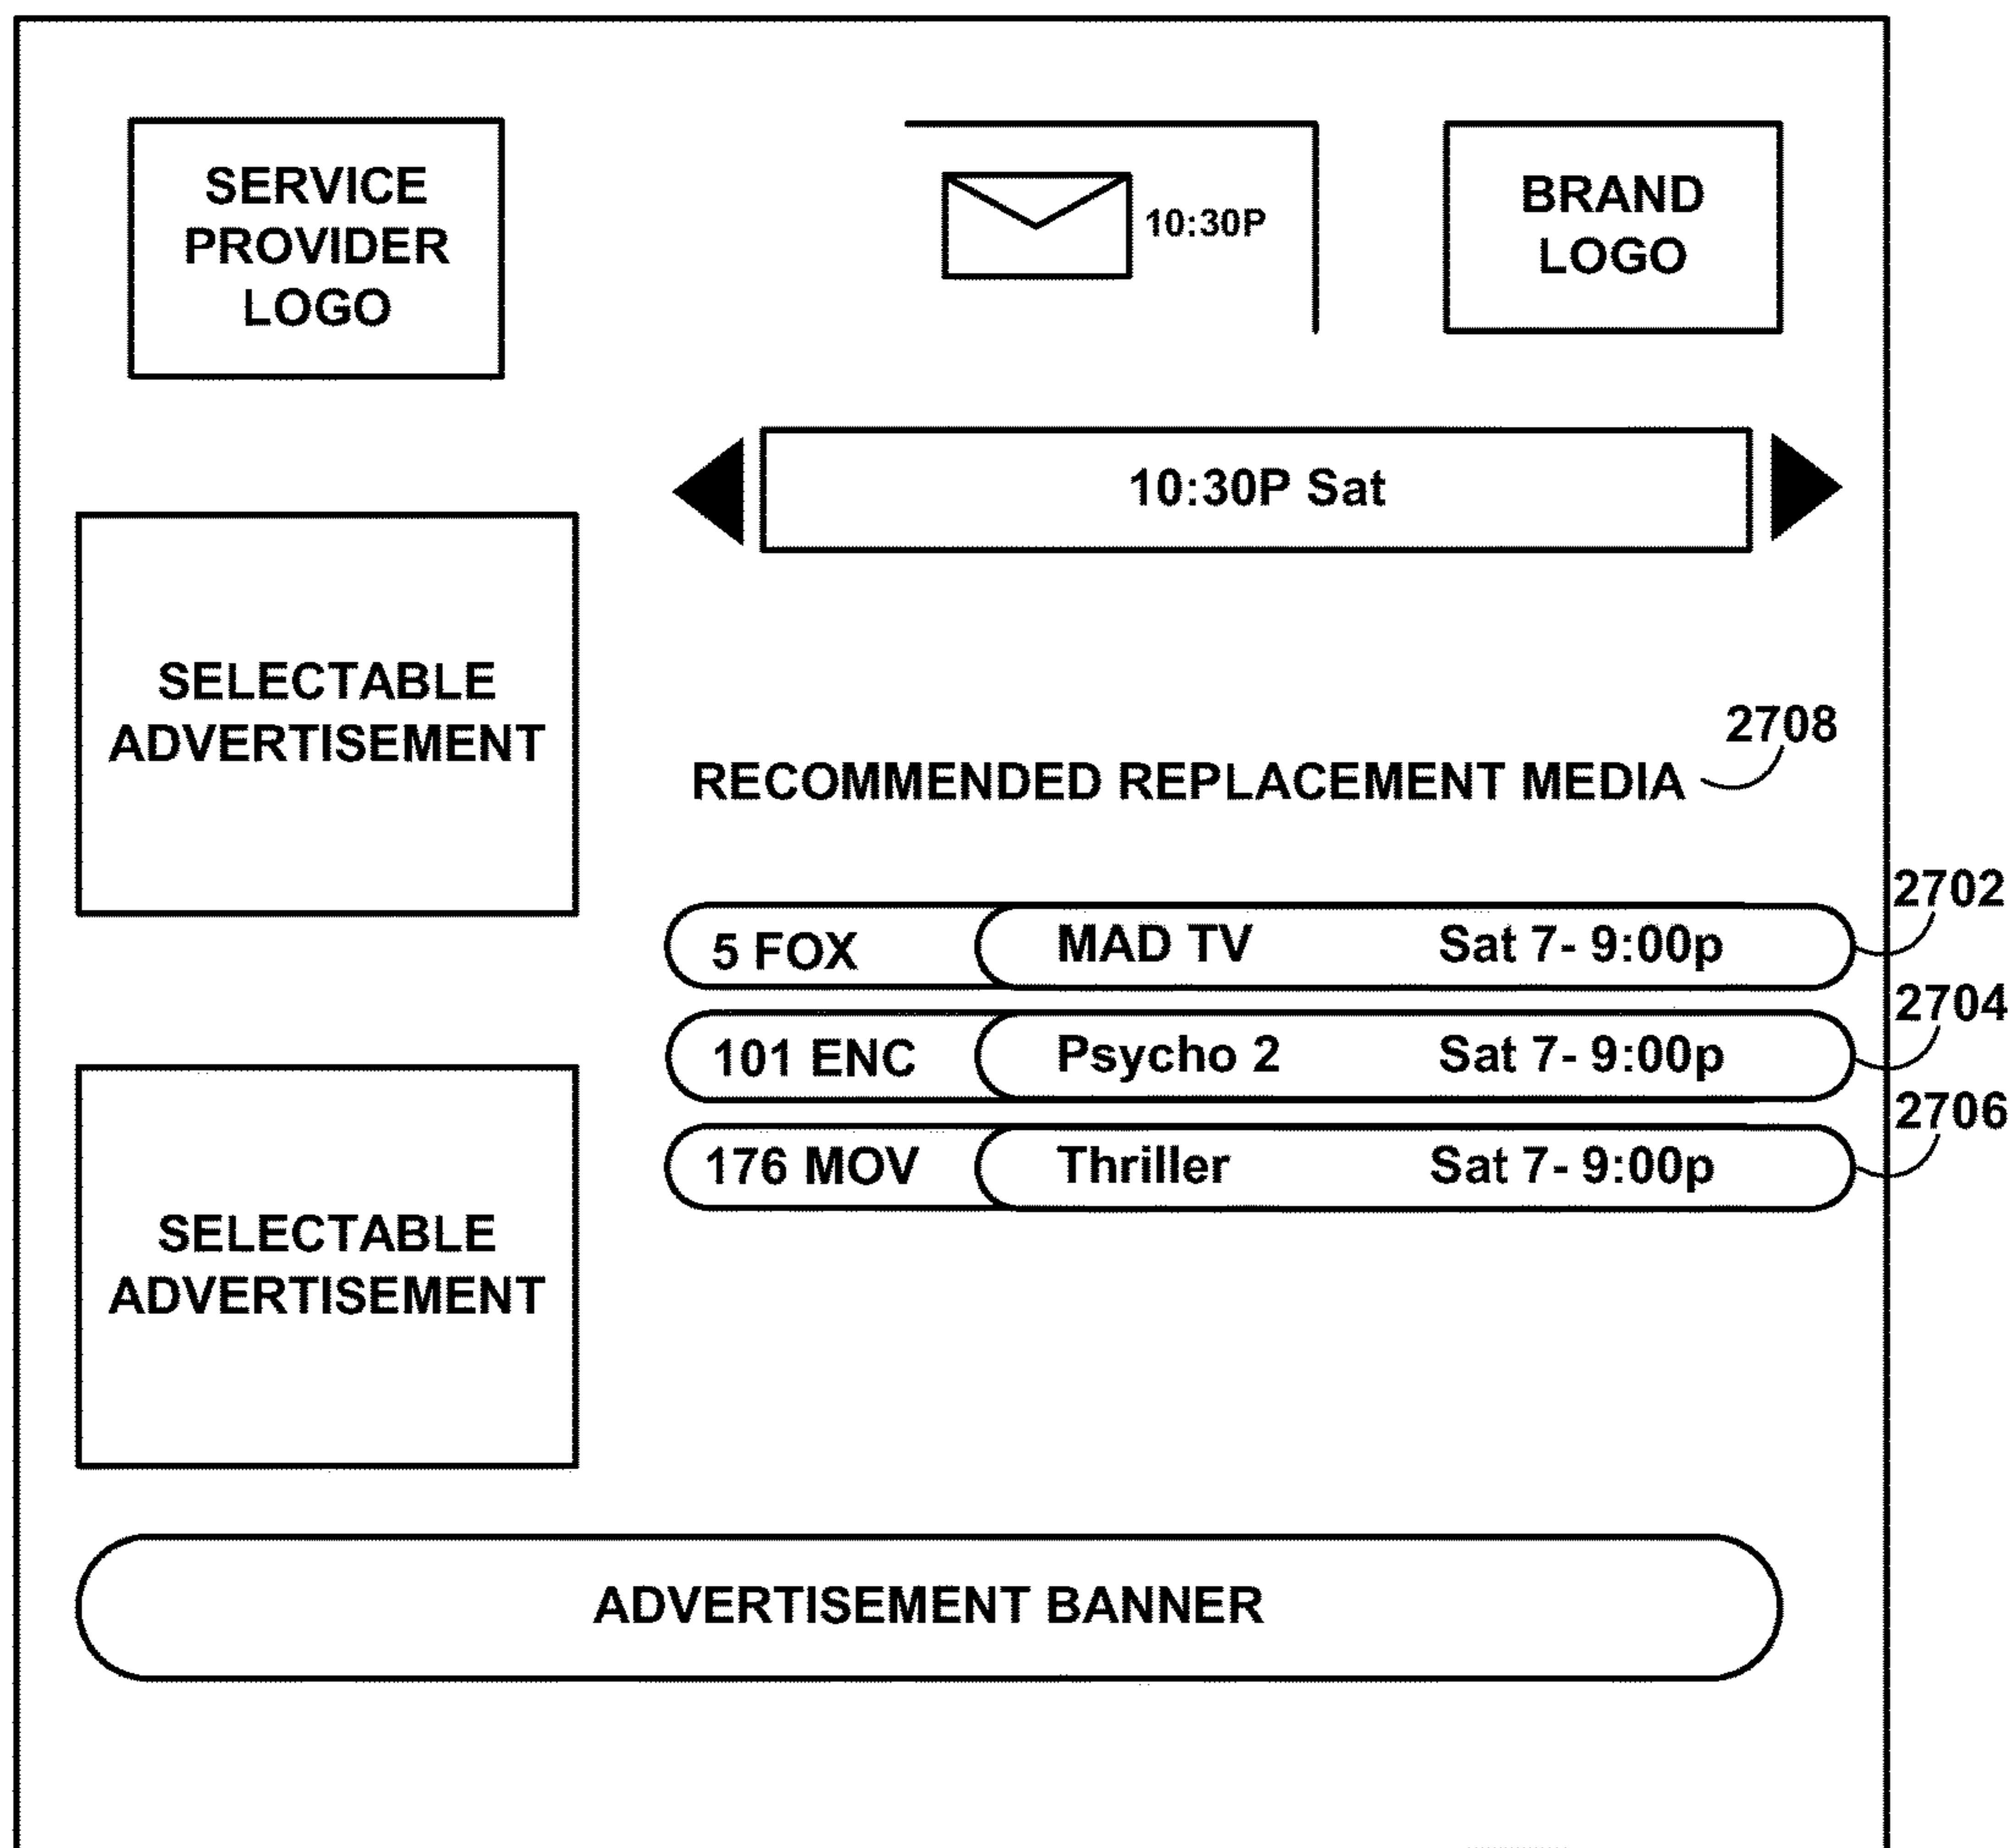 SERVICE
PROVIDER
LOGO
10:30P
BRAND
LOGO
10:30P Sat
SELECTABLE
ADVERTISEMENT
2708
RECOMMENDED REPLACEMENT MEDIA
2702
5 FOX MAD TV Sat 7- 9:00p
2704
101 ENC Psycho 2 Sat 7- 9:00p
2706
176 MOV Thriller Sat 7- 9:00p
SELECTABLE
ADVERTISEMENT
ADVERTISEMENT BANNER